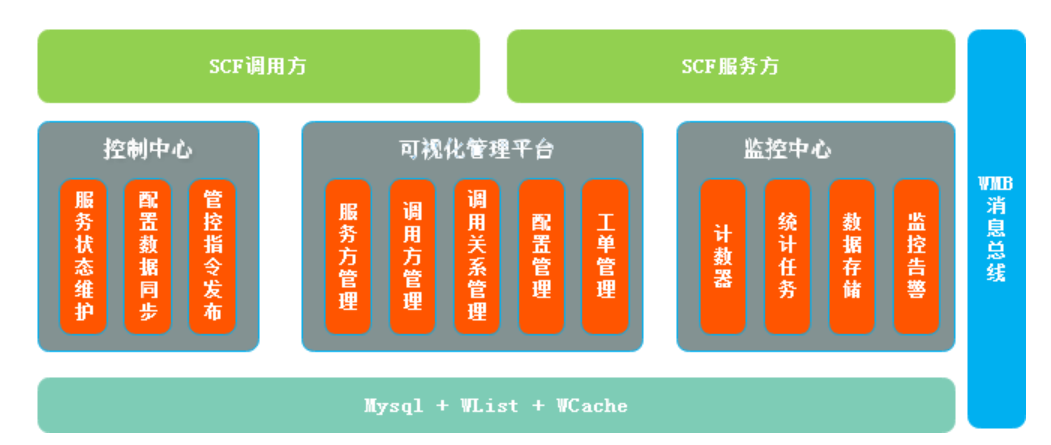 SCF调用方
SCF服务方
控制中心
服务状态维护
配置数据同步
管控指令发布
可视化管理平台
服务方管理
调用方管理
调用关系管理
配置管理
工单管理
监控中心
计数器
统计任务
数据存储
监控告警
WMB
消息总线
Mysql + WList + WCache